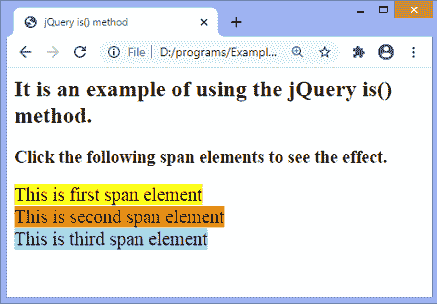 jQuery is() method
File
D:/programs/Exampl...
It is an example of using the jQuery is()
method.
Click the following span elements to see the effect.
This is first span element
This is second span element
This is third span element